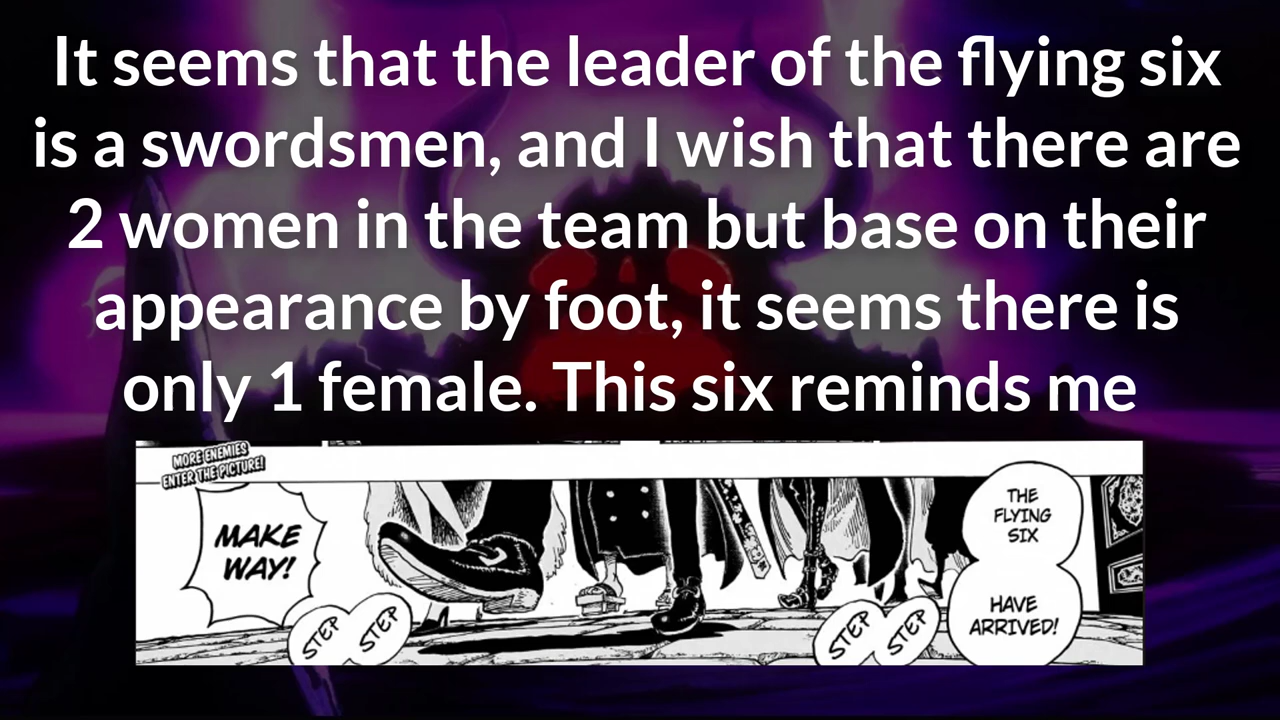 It seems that the leader of the flying six
is a swordsmen, and I wish that there are
2 women in the team but base on their
appearance by foot, it seems there is
only 1 female. This six reminds me
MORE ENEMIES
ENTER THE PICTURE!
MAKE
WAY!
STEP
STEP
STEP
STEP
THE
FLYING
SIX
HAVE
ARRIVED!